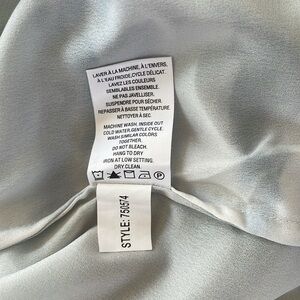 LAVER À LA MACHINE, À L'ENVERS,
À L'EAU FROIDE, CYCLE DÉLICAT.
LAVEZ LES COULEURS
SEMBLABLES ENSEMBLE.
NE PAS JAVELLISER.
SUSPENDRE POUR SÉCHER.
REPASSER À BASSE TEMPÉRATURE
NETTOYER À SEC.
MACHINE WASH, INSIDE OUT
COLD WATER, GENTLE CYCLE.
WASH SIMILAR COLORS
TOGETHER.
DO NOT BLEACH.
HANG TO DRY
IRON AT LOW SETTING.
DRY CLEAN.
STYLE: 750574